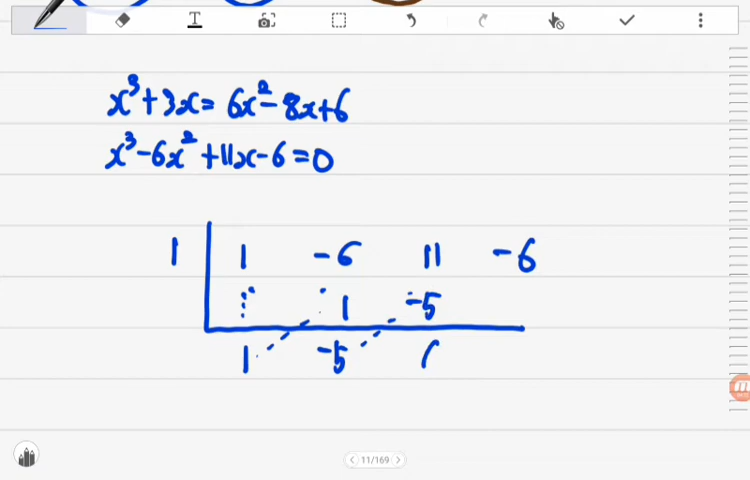 x³+3x=6x²-8x+6
x³-6x²+11x-6=0
1 1 -6 11 -6
1 -5
1 -5
11/169